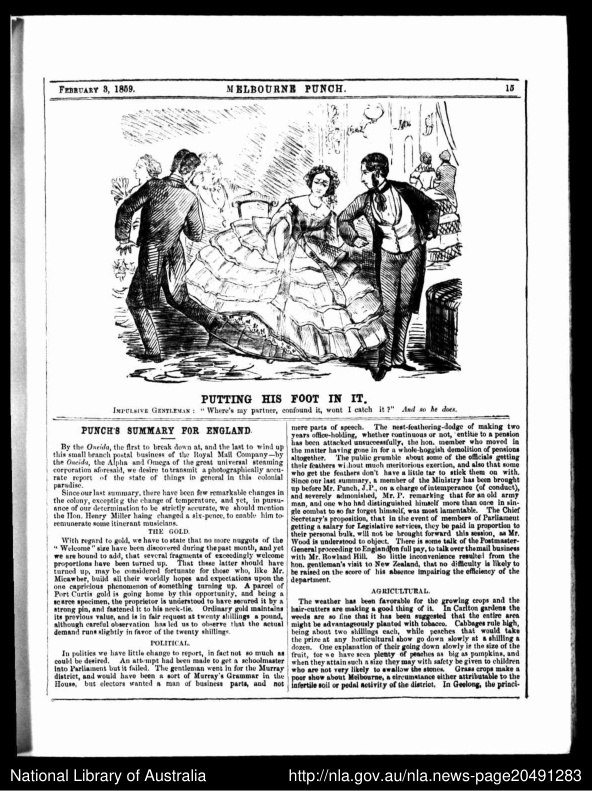 FEBRUARY 3, 1859. MELBOURNE PUNCH. 15
PUTTING HIS FOOT IN IT.
IMPULSIVE GENTLEMAN : " Where's my partner, confound it, wont I catch it ?" And so he does.
PUNCH'S SUMMARY FOR ENGLAND.
By the Oneida, the first to break down at, and the last to wind up
this small branch postal business of the Royal Mail Company—by
the Oneida, the Alpha and Omega of the great universal steaming
corporation aforesaid, we desire to transmit a photographically accu-
rate report of the state of things in general in this colonial
paradise.
Since our last summary, there have been few remarkable changes in
the colony, excepting the change of temperature, and yet, in pursu-
ance of our determination to be strictly accurate, we should mention
the Hon. Henry Miller having changed a six-pence, to enable him to
remunerate some itinerant musicians.
THE GOLD.
With regard to gold, we have to state that no more nuggets of the
" Welcome " size have been discovered during the past month, and yet
we are bound to add, that several fragments of exceedingly welcome
proportions have been turned up. That these latter should have
turned up, may be considered fortunate for those who, like Mr.
Micawber, build all their worldly hopes and expectations upon the
one capricious phenomenon of something turning up. A parcel of
Port Curtis gold is going home by this opportunity, and being a
scarce specimen, the proprietor is understood to have secured it by a
strong pin, and fastened it to his neck-tie. Ordinary gold maintains
its previous value, and is in fair request at twenty shillings a pound,
although careful observation has led us to observe that the actual
demand runs slightly in favor of the twenty shillings.
POLITICAL.
In politics we have little change to report, in fact not so much as
could be desired. An attempt had been made to get a schoolmaster
into Parliament but it failed. The gentleman went in for the Murray
district, and would have been a sort of Murray's Grammar in the
House, but electors wanted a man of business parts, and not
mere parts of speech. The nest-feathering-dodge of making two
years office-holding, whether continuous or not, entitle to a pension
has been attacked unsuccessfully, the hon. member who moved in
the matter having gone in for a whole-hoggish demolition of pensions
altogether. The public grumble about some of the officials getting
their feathers without much meritorious exertion, and also that some
who get the feathers don't have a little tar to stick them on with.
Since our last summary, a member of the Ministry has been brought
up before Mr. Punch, J.P., on a charge of intemperance (of conduct),
and severely admonished, Mr. P. remarking that for an old army
man, and one who had distinguished himself more than once in sin-
gle combat to so far forget himself, was most lamentable. The Chief
Secretary's proposition, that in the event of members of Parliament
getting a salary for Legislative services, they be paid in proportion to
their personal bulk, will not be brought forward this session, as Mr.
Wood is understood to object. There is some talk of the Postmaster-
General proceeding to England on full pay, to talk over the mail business
with Mr. Rowland Hill. So little inconvenience resulted from the
hon. gentleman's visit to New Zealand, that no difficulty is likely to
be raised on the score of his absence impairing the efficiency of the
department.
AGRICULTURAL.
The weather has been favorable for the growing crops and the
hair-cutters are making a good thing of it. In Carlton gardens the
weeds are so fine that it has been suggested that the entire area
might be advantageously planted with tobacco. Cabbages rule high,
being about two shillings each, while peaches that would take
the prize at any horticultural show go down slowly at a shilling a
dozen. One explanation of their going down slowly is the size of the
fruit, for we have seen plenty of peaches as big as pumpkins, and
when they attain such a size they may with safety be given to children
who are not very likely to swallow the stones. Grass crops make a
poor show about Melbourne, a circumstance either attributable to the
infertile soil or pedal activity of the district. In Geelong, the princi-
National Library of Australia http://nla.gov.au/nla.news-page20491283